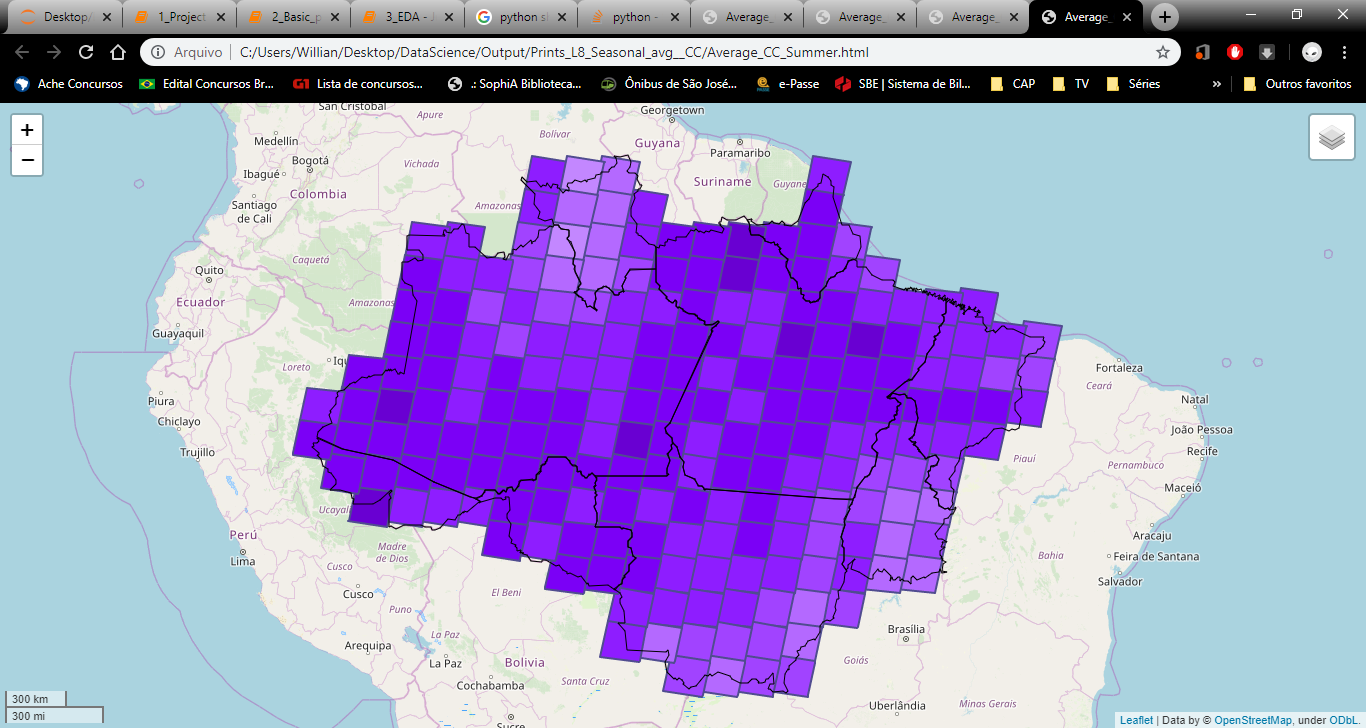 Desktop/
1_Project
2_Basic_p
3_EDA - J
python s
python -
Average_
Average_
Average_
Average_
Arquivo
C:/Users/Willian/Desktop/DataScience/Output/Prints_L8_Seasonal_avg__CC/Average_CC_Summer.html
Ache Concursos
Edital Concursos Br...
Lista de concursos...
.: SophiA Biblioteca...
Ônibus de São José...
e-Passe
SBE | Sistema de Bil...
CAP
TV
Séries
»
Outros favoritos
+
−
San Cristóbal
Apure
Georgetown
Medellín
Bolívar
Guyana
Paramaribo
Bogotá
Ibagué
Vichada
Suriname
Guyane
Colombia
Santiago
de Cali
Amazonas
Caquetá
Quito
Ecuador
Amazonas
Guayaquil
Loreto
Iqu
Fortaleza
Ceará
Piura
Natal
Chiclayo
João Pessoa
Recife
Trujillo
Piauí
Pernambuco
Maceió
Ucayali
Perú
Aracaju
Madre
de Dios
Bahia
Feira de Santana
Lima
Cusco
Salvador
Cusco
El Beni
Puno
Brasília
Arequipa
La Paz
La Paz
Bolivia
Goiás
Santa Cruz
Cochabamba
Minas Gerais
Uberlândia
Sucre
300 km
300 mi
Leaflet | Data by © OpenStreetMap, under ODbL.